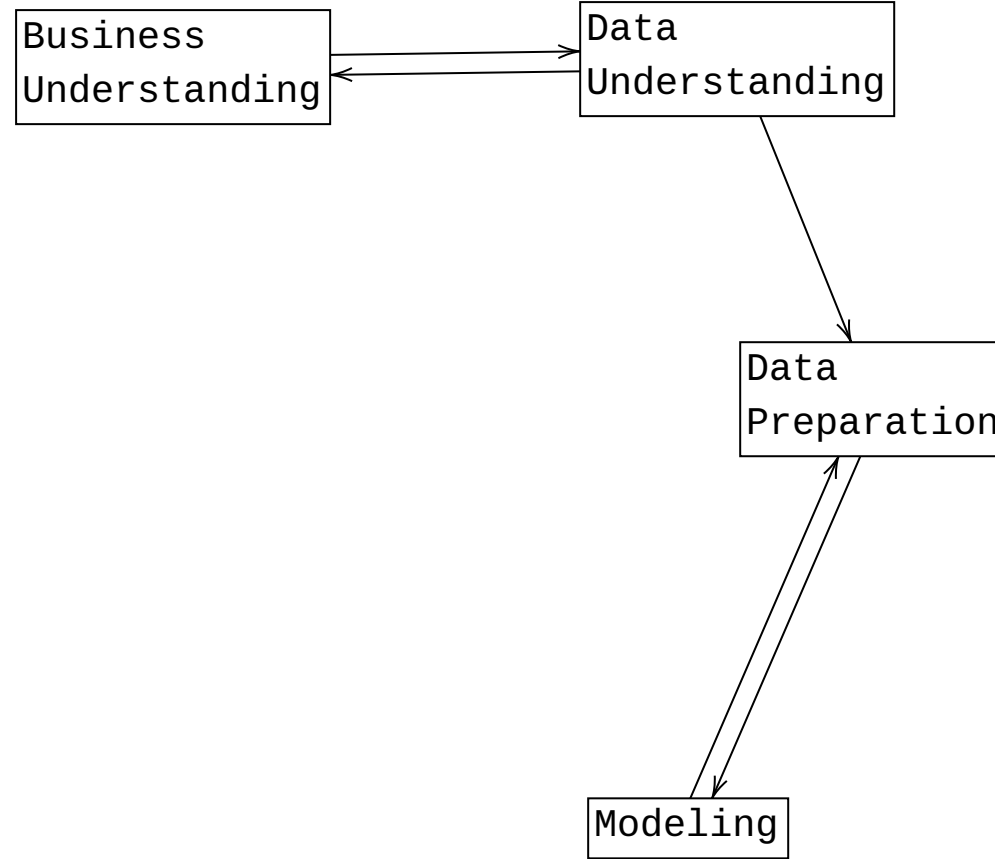 Business
Understanding
Data
Understanding
Data
Preparation
Modeling